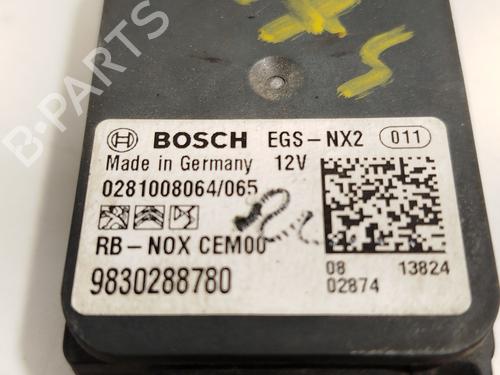 B-PARTS
BOSCH EGS-NX2 011
Made in Germany 12V
0281008064/065
RB-NOX CEM00
9830288780
08 13824
02874